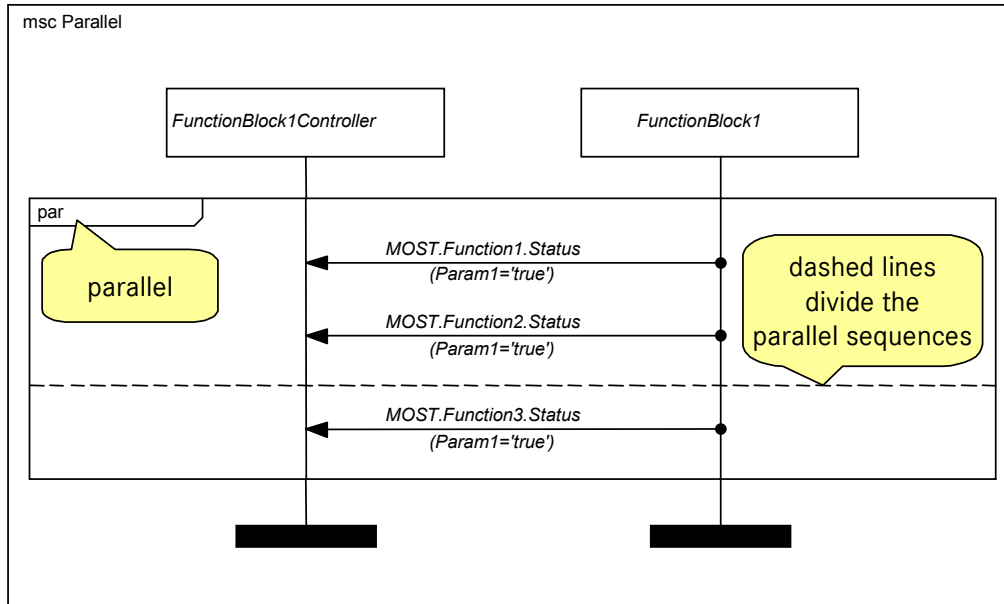 msc Parallel
FunctionBlock1Controller
FunctionBlock1
par
parallel
MOST.Function1.Status
(Param1='true')
dashed lines
divide the
parallel sequences
MOST.Function2.Status
(Param1='true')
MOST.Function3.Status
(Param1='true')